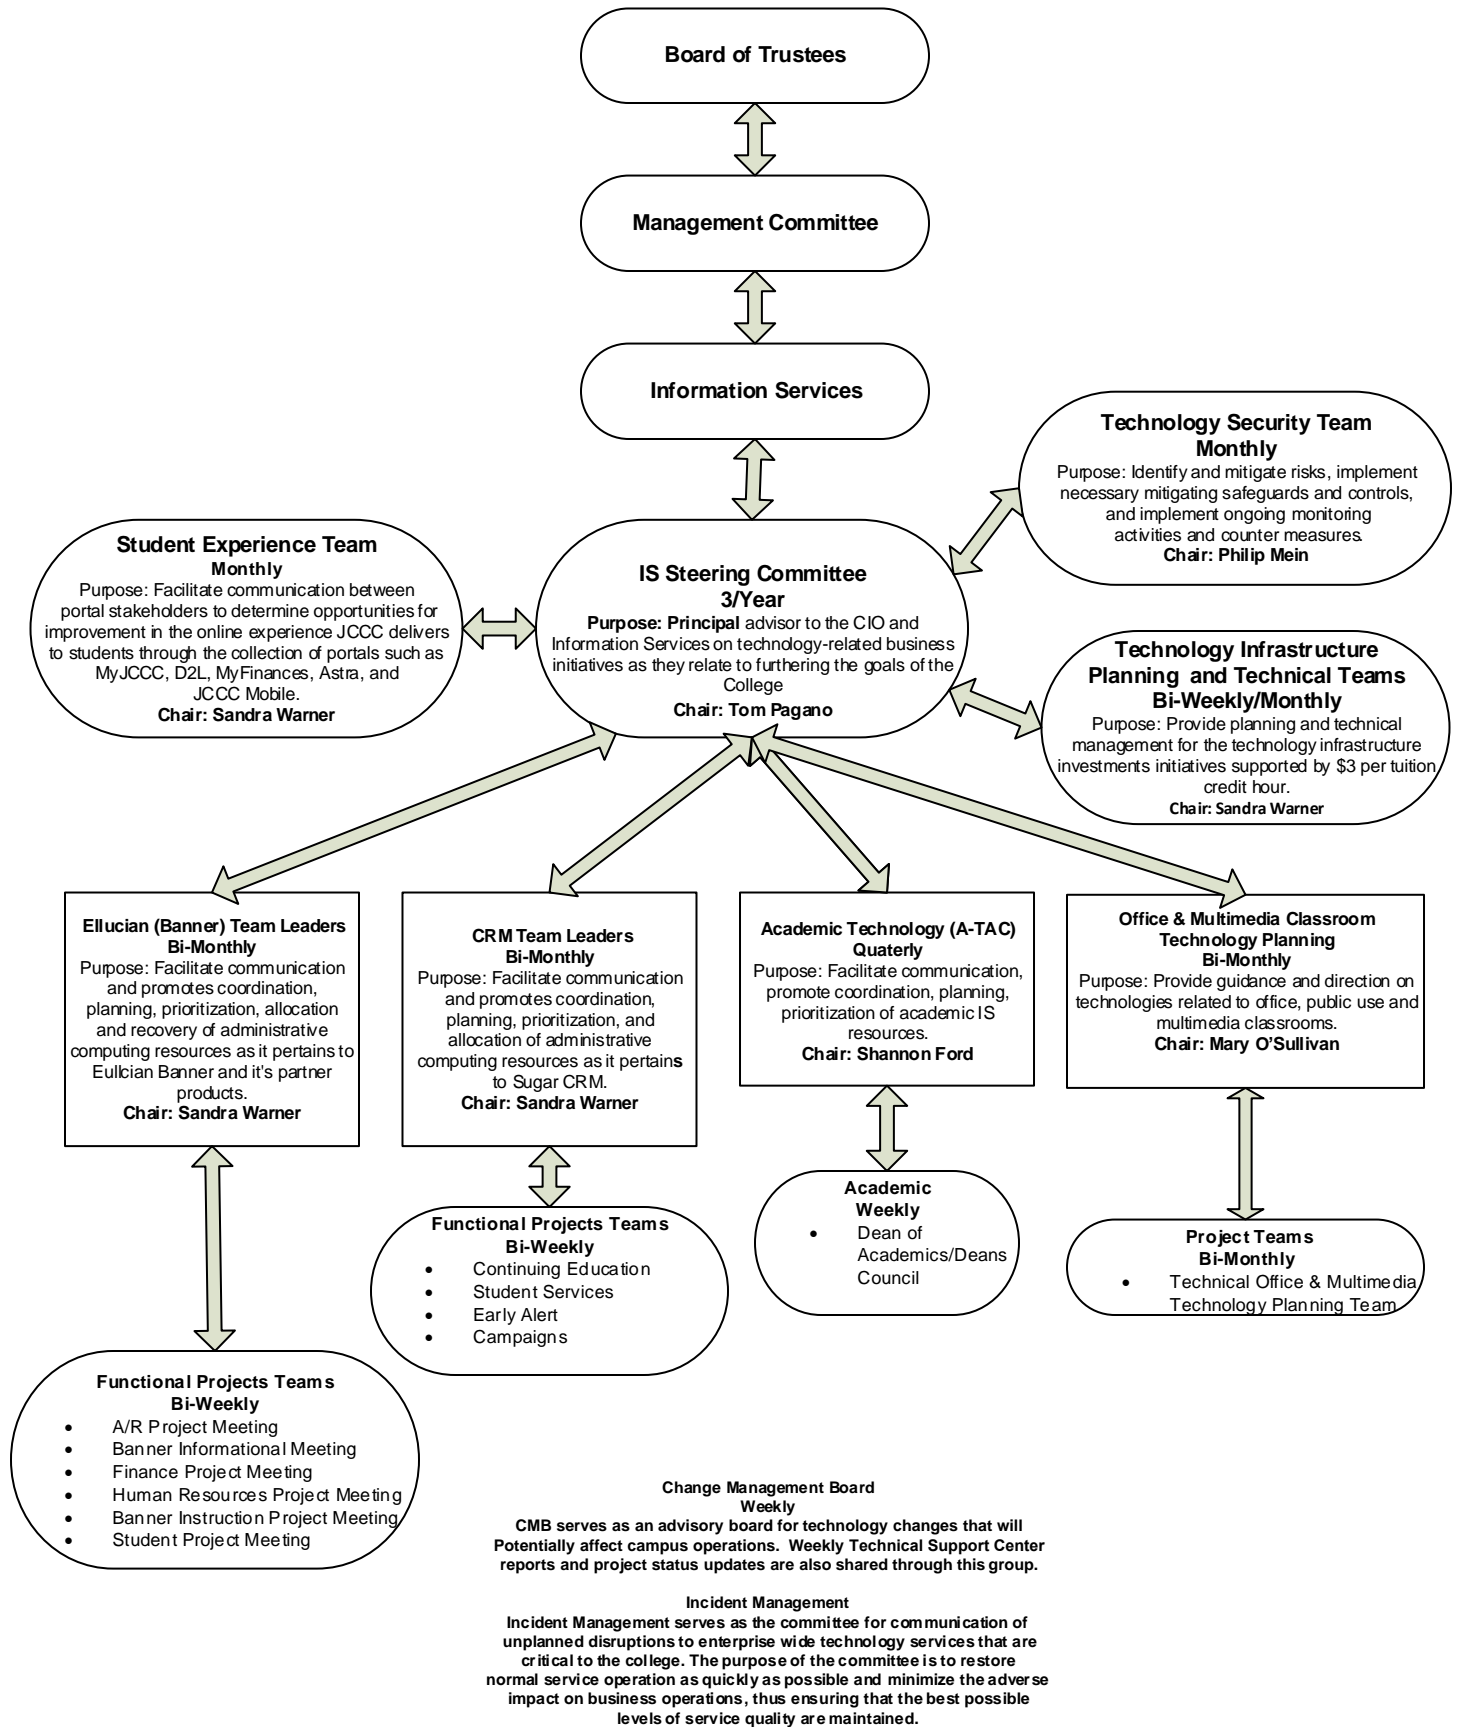 Board of Trustees
Management Committee
Information Services
Technology Security Team
Monthly
Purpose: Identify and mitigate risks, implement
necessary mitigating safeguards and controls,
and implement ongoing monitoring
activities and counter measures.
Chair: Philip Mein
Student Experience Team
Monthly
Purpose: Facilitate communication between
portal stakeholders to determine opportunities for
improvement in the online experience JCCC delivers
to students through the collection of portals such as
MyJCCC, D2L, MyFinances, Astra, and
JCCC Mobile.
Chair: Sandra Warner
IS Steering Committee
3/Year
Purpose: Principal advisor to the CIO and
Information Services on technology-related business
initiatives as they relate to furthering the goals of the
College
Chair: Tom Pagano
Technology Infrastructure
Planning and Technical Teams
Bi-Weekly/Monthly
Purpose: Provide planning and technical
management for the technology infrastructure
investments initiatives supported by $3 per tuition
credit hour.
Chair: Sandra Warner
Ellucian (Banner) Team Leaders
Bi-Monthly
Purpose: Facilitate communication
and promotes coordination,
planning, prioritization, allocation
and recovery of administrative
computing resources as it pertains to
Eullcian Banner and it's partner
products.
Chair: Sandra Warner
CRM Team Leaders
Bi-Monthly
Purpose: Facilitate communication
and promotes coordination,
planning, prioritization, and
allocation of administrative
computing resources as it pertains
to Sugar CRM.
Chair: Sandra Warner
Academic Technology (A-TAC)
Quaterly
Purpose: Facilitate communication,
promote coordination, planning,
prioritization of academic IS
resources.
Chair: Shannon Ford
Office & Multimedia Classroom
Technology Planning
Bi-Monthly
Purpose: Provide guidance and direction on
technologies related to office, public use and
multimedia classrooms.
Chair: Mary O’Sullivan
Functional Projects Teams
Bi-Weekly
• A/R Project Meeting
• Banner Informational Meeting
• Finance Project Meeting
• Human Resources Project Meeting
• Banner Instruction Project Meeting
• Student Project Meeting
Functional Projects Teams
Bi-Weekly
• Continuing Education
• Student Services
• Early Alert
• Campaigns
Academic
Weekly
• Dean of
Academics/Deans
Council
Project Teams
Bi-Monthly
• Technical Office & Multimedia
Technology Planning Team
Change Management Board
Weekly
CMB serves as an advisory board for technology changes that will
Potentially affect campus operations. Weekly Technical Support Center
reports and project status updates are also shared through this group.
Incident Management
Incident Management serves as the committee for communication of
unplanned disruptions to enterprise wide technology services that are
critical to the college. The purpose of the committee is to restore
normal service operation as quickly as possible and minimize the adverse
impact on business operations, thus ensuring that the best possible
levels of service quality are maintained.